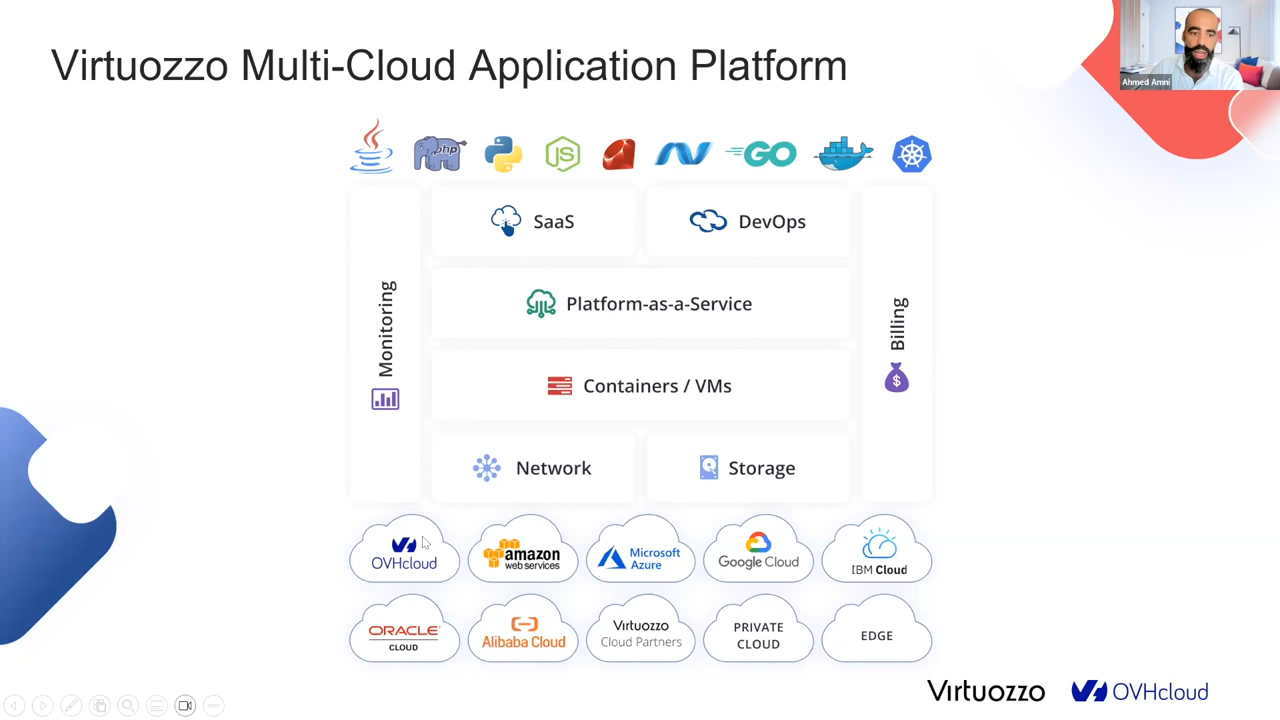 Virtuozzo Multi-Cloud Application Platform
Ahmed Amni
php
JS
GO
SaaS
DevOps
Platform-as-a-Service
Monitoring
Billing
$
Containers / VMs
Network
Storage
OVHcloud
amazon
web services
Microsoft
Azure
Google Cloud
IBM Cloud
ORACLE
CLOUD
Alibaba Cloud
Virtuozzo
Cloud Partners
PRIVATE
CLOUD
EDGE
Virtuozzo
OVHcloud